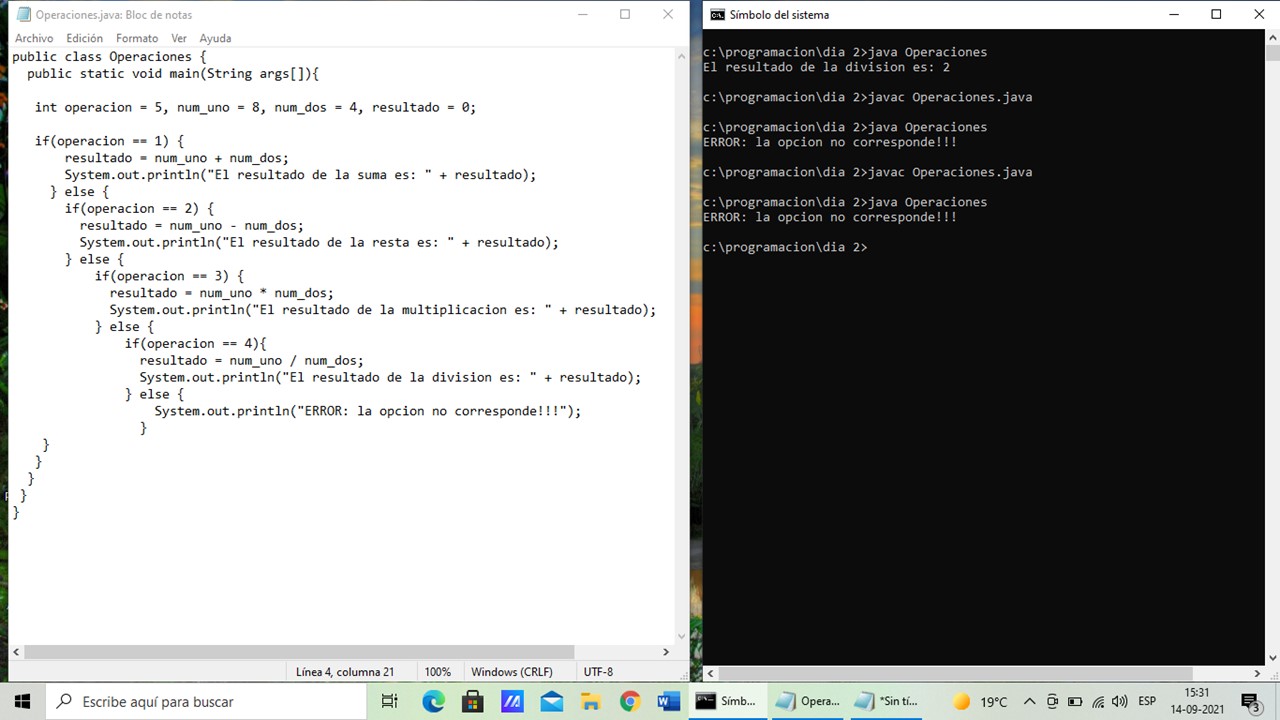 Operaciones.java: Bloc de notas
Archivo Edición Formato Ver Ayuda
public class Operaciones {
public static void main(String args[]){
int operacion = 5, num_uno = 8, num_dos = 4, resultado = 0;
if(operacion == 1) {
resultado = num_uno + num_dos;
System.out.println("El resultado de la suma es: " + resultado);
} else {
if(operacion == 2) {
resultado = num_uno - num_dos;
System.out.println("El resultado de la resta es: " + resultado);
} else {
if(operacion == 3) {
resultado = num_uno * num_dos;
System.out.println("El resultado de la multiplicacion es: " + resultado);
} else {
if(operacion == 4){
resultado = num_uno / num_dos;
System.out.println("El resultado de la division es: " + resultado);
} else {
System.out.println("ERROR: la opcion no corresponde!!!");
}
}
}
}
}
}
Línea 4, columna 21 100% Windows (CRLF) UTF-8
Símbolo del sistema
c:\programacion\dia 2>java Operaciones
El resultado de la division es: 2
c:\programacion\dia 2>javac Operaciones.java
c:\programacion\dia 2>java Operaciones
ERROR: la opcion no corresponde!!!
c:\programacion\dia 2>javac Operaciones.java
c:\programacion\dia 2>java Operaciones
ERROR: la opcion no corresponde!!!
c:\programacion\dia 2>
Escribe aquí para buscar
Símb...
Opera...
*Sin tí...
19°C
ESP
15:31
14-09-2021
3